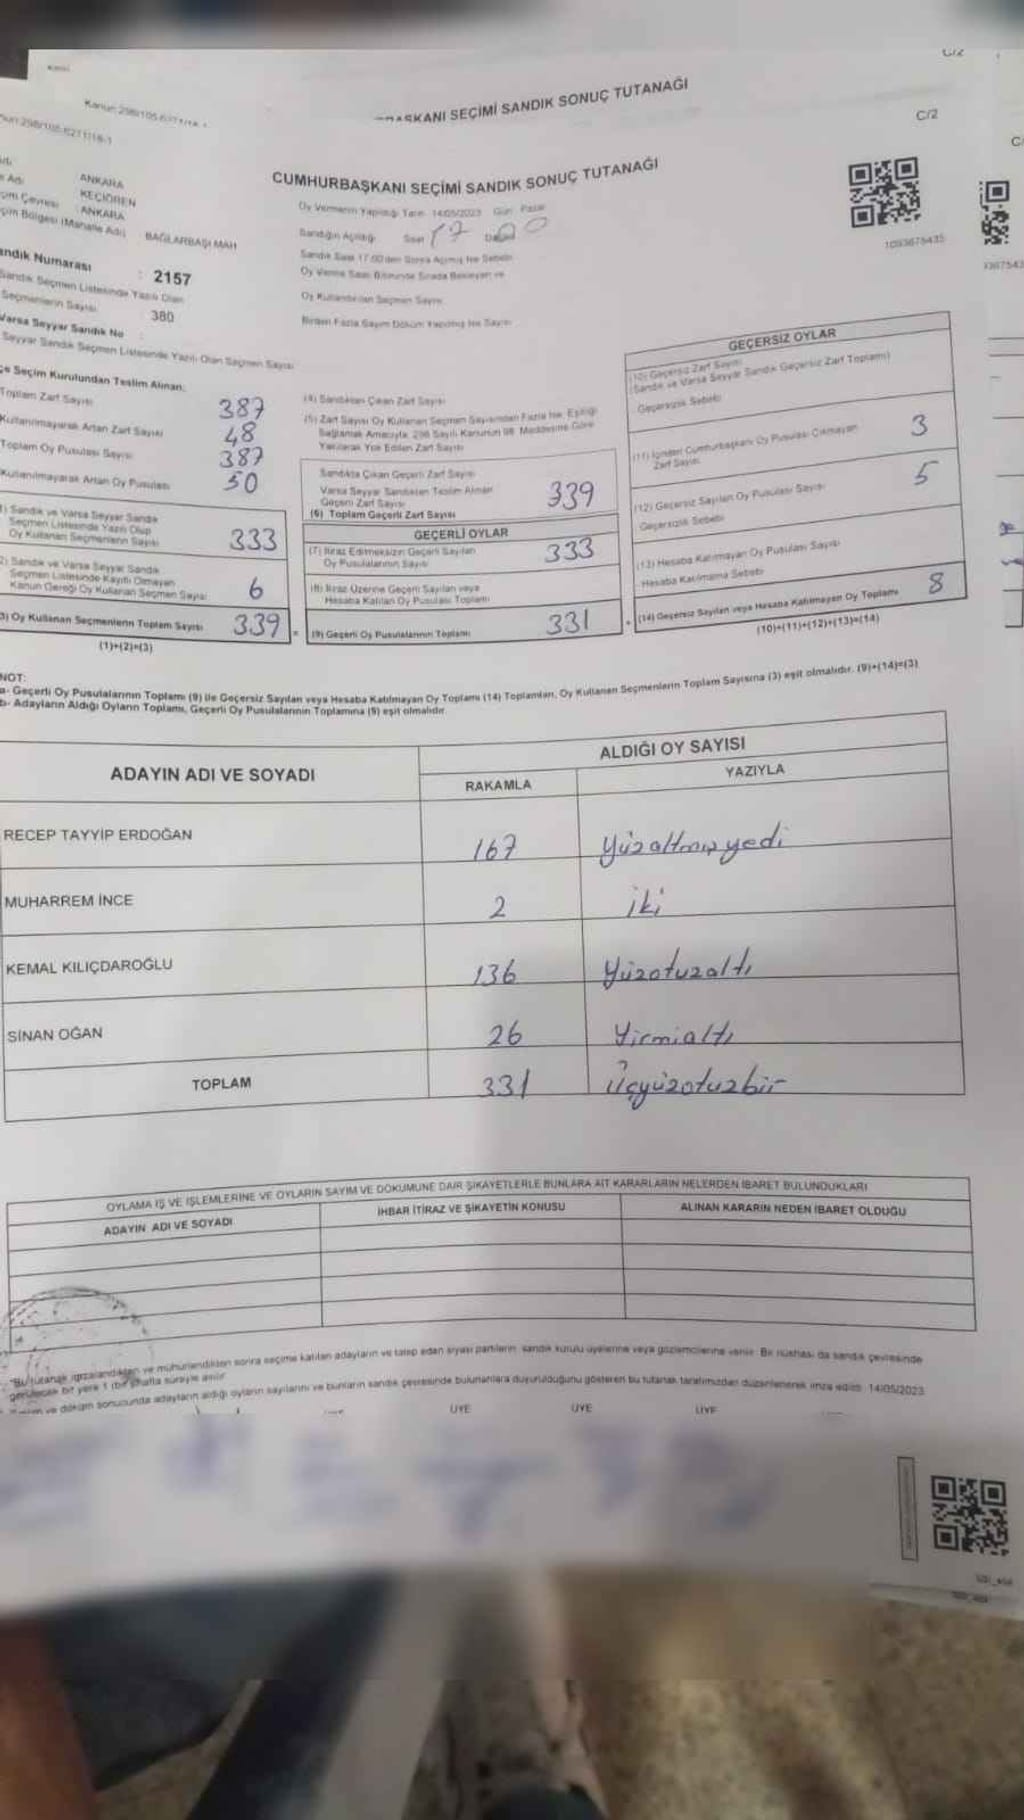 C/2
BAŞKANI SEÇİMİ SANDIK SONUÇ TUTANAĞI
C/2
CUMHURBAŞKANI SEÇİMİ SANDIK SONUÇ TUTANAĞI
Oy Vermenin Yapıldığı Tarih 14/05/2023 Gün Pazar
Sandığın Açıldığı Saat 17 Dakika 00
Sandık Saat 17.00'den Sonra Açılmış İse Sebebi
Oy Verme Saati Bitiminde Sırada Bekleyen ve
Oy Kullandırılan Seçmen Sayısı
Birden Fazla Sayım Döküm Yapılmış İse Sayısı
1093675435
ANKARA
KEÇİÖREN
ANKARA
Seçim Bölgesi (Mahalle Adı) BAĞLARBAŞI MAH
Sandık Numarası : 2157
Sandık Seçmen Listesinde Yazılı Olan
Seçmenlerin Sayısı : 380
Varsa Seyyar Sandık No
Seyyar Sandık Seçmen Listesinde Yazılı Olan Seçmen Sayısı
İlçe Seçim Kurulundan Teslim Alınan:
Toplam Zarf Sayısı 387
Kullanılmayarak Artan Zarf Sayısı 48
Toplam Oy Pusulası Sayısı 387
Kullanılmayarak Artan Oy Pusulası 50
(1) Sandık ve Varsa Seyyar Sandık
Seçmen Listesinde Yazılı Olup
Oy Kullanan Seçmenlerin Sayısı 333
(2) Sandık ve Varsa Seyyar Sandık
Seçmen Listesinde Kayıtlı Olmayan
Kanun Gereği Oy Kullanan Seçmen Sayısı 6
(3) Oy Kullanan Seçmenlerin Toplam Sayısı 339
(1)+(2)=(3)
(4) Sandıktan Çıkan Zarf Sayısı
(5) Zarf Sayısı Oy Kullanan Seçmen Sayısından Fazla İse, Eşitliği
Sağlamak Amacıyla, 298 Sayılı Kanunun 98. Maddesine Göre
Yakılarak Yok Edilen Zarf Sayısı
Sandıkta Çıkan Geçerli Zarf Sayısı
Varsa Seyyar Sandıktan Teslim Alınan
Geçerli Zarf Sayısı
(6) Toplam Geçerli Zarf Sayısı 339
GEÇERLİ OYLAR
(7) İtiraz Edilmeksizin Geçerli Sayılan
Oy Pusulalarının Sayısı 333
(8) İtiraz Üzerine Geçerli Sayılan veya
Hesaba Katılan Oy Pusulası Toplamı
= (9) Geçerli Oy Pusulalarının Toplamı 331
GEÇERSİZ OYLAR
(10) Geçersiz Zarf Sayısı
(Sandık ve Varsa Seyyar Sandık Geçersiz Zarf Toplamı)
Geçersizlik Sebebi
(11) İçinden Cumhurbaşkanı Oy Pusulası Çıkmayan
Zarf Sayısı 3
(12) Geçersiz Sayılan Oy Pusulası Sayısı 5
Geçersizlik Sebebi
(13) Hesaba Katılmayan Oy Pusulası Sayısı
Hesaba Katılmama Sebebi
+ (14) Geçersiz Sayılan veya Hesaba Katılmayan Oy Toplamı 8
(10)+(11)+(12)+(13)=(14)
NOT:
a- Geçerli Oy Pusulalarının Toplamı (9) ile Geçersiz Sayılan veya Hesaba Katılmayan Oy Toplamı (14) Toplamları, Oy Kullanan Seçmenlerin Toplam Sayısına (3) eşit olmalıdır. (9)+(14)=(3)
b- Adayların Aldığı Oyların Toplamı, Geçerli Oy Pusulalarının Toplamına (9) eşit olmalıdır.
ADAYIN ADI VE SOYADI ALDIĞI OY SAYISI
RAKAMLA YAZIYLA
RECEP TAYYİP ERDOĞAN 167 Yüzaltmışyedi
MUHARREM İNCE 2 iki
KEMAL KILIÇDAROĞLU 136 Yüzotuzaltı
SİNAN OĞAN 26 Yirmialtı
TOPLAM 331 Üçyüzotuzbir
OYLAMA İŞ VE İŞLEMLERİNE VE OYLARIN SAYIM VE DÖKÜMÜNE DAİR ŞİKAYETLERLE BUNLARA AİT KARARLARIN NELERDEN İBARET BULUNDUKLARI
ADAYIN ADI VE SOYADI İHBAR İTİRAZ VE ŞİKAYETİN KONUSU ALINAN KARARIN NEDEN İBARET OLDUĞU
*Bu tutanak imzalandıktan ve mühürlendikten sonra seçime katılan adayların ve talep eden siyasi partilerin sandık kurulu üyelerine veya gözlemcilerine verilir. Bir nüshası da sandık çevresinde
görülecek bir yere 1 (bir) hafta süreyle asılır
Sayım ve döküm sonucunda adayların aldığı oyların sayılarını ve bunların sandık çevresinde bulunanlara duyurulduğunu gösteren bu tutanak tarafımızdan düzenlenerek imza edildi. 14/05/2023
ÜYE ÜYE ÜYE